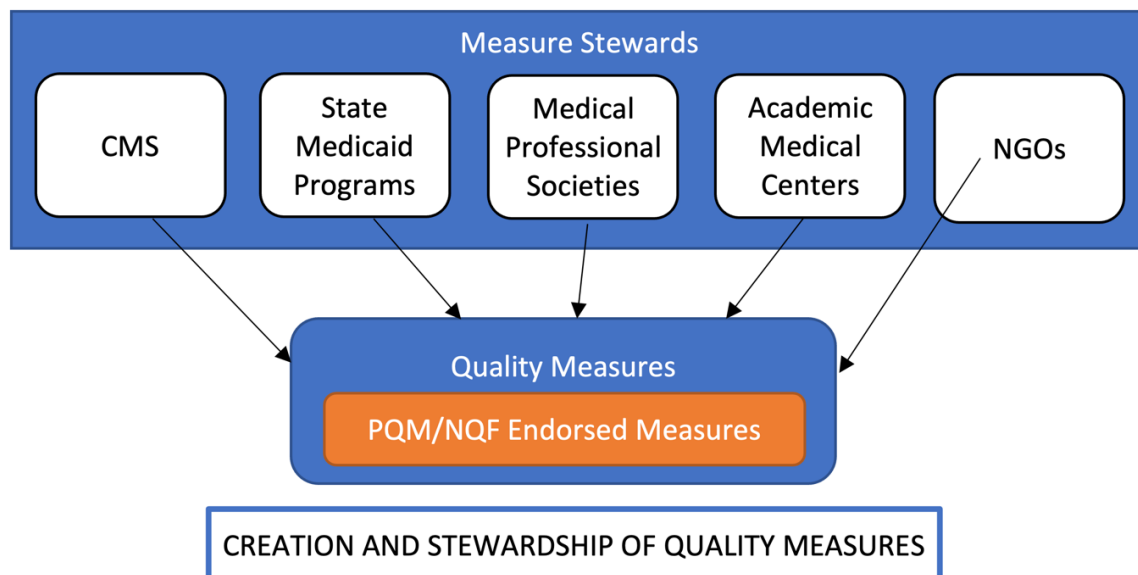 Measure Stewards
CMS
State
Medicaid
Programs
Medical
Professional
Societies
Academic
Medical
Centers
NGOs
Quality Measures
PQM/NQF Endorsed Measures
CREATION AND STEWARDSHIP OF QUALITY MEASURES